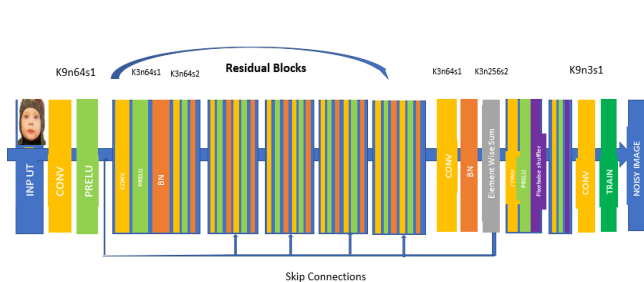 K9n64s1
K3n64s1
K3n64s2
Residual Blocks
K3n64s1
K3n256s2
K9n3s1
INPUT
CONV
PRELU
CONV
PRELU
BN
CONV
BN
Element Wise Sum
CONV
PRELU
Pixelwise shuffler
CONV
TRAIN
NOISY IMAGE
Skip Connections